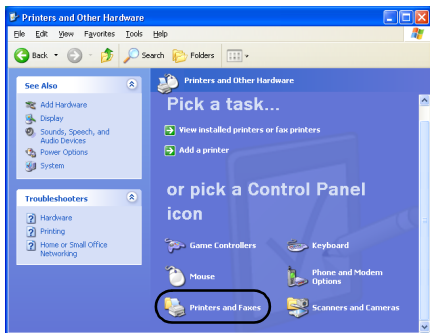 Printers and Other Hardware
File Edit View Favorites Tools Help
Back Search Folders
See Also
Add Hardware
Display
Sounds, Speech, and
Audio Devices
Power Options
System
Troubleshooters
Hardware
Printing
Home or Small Office
Networking
Printers and Other Hardware
Pick a task...
View installed printers or fax printers
Add a printer
or pick a Control Panel
icon
Game Controllers
Keyboard
Mouse
Phone and Modem
Options
Printers and Faxes
Scanners and Cameras